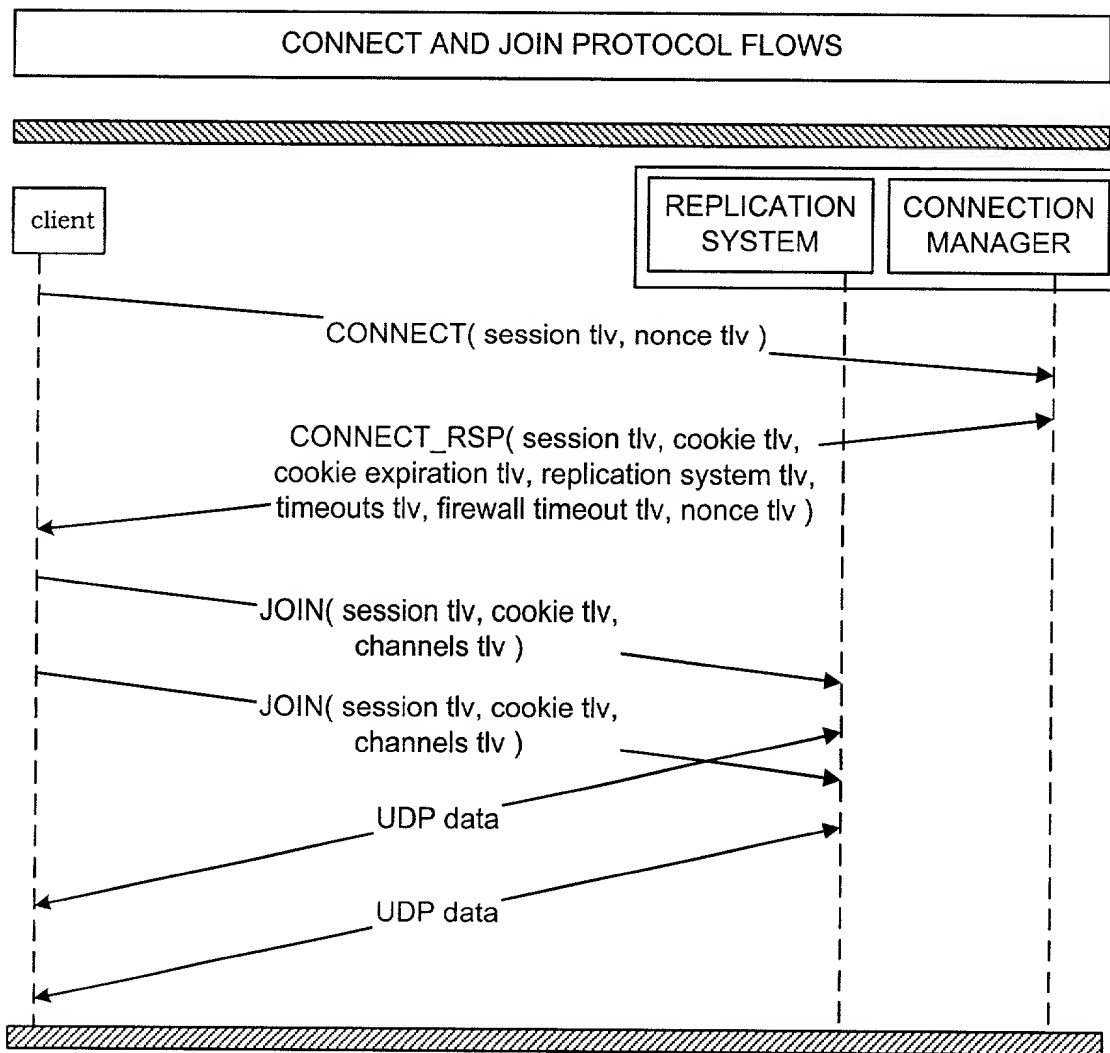 CONNECT AND JOIN PROTOCOL FLOWS
client
REPLICATION
SYSTEM
CONNECTION
MANAGER
CONNECT( session tlv, nonce tlv )
CONNECT_RSP( session tlv, cookie tlv,
cookie expiration tlv, replication system tlv,
timeouts tlv, firewall timeout tlv, nonce tlv )
JOIN( session tlv, cookie tlv,
channels tlv )
JOIN( session tlv, cookie tlv,
channels tlv )
UDP data
UDP data